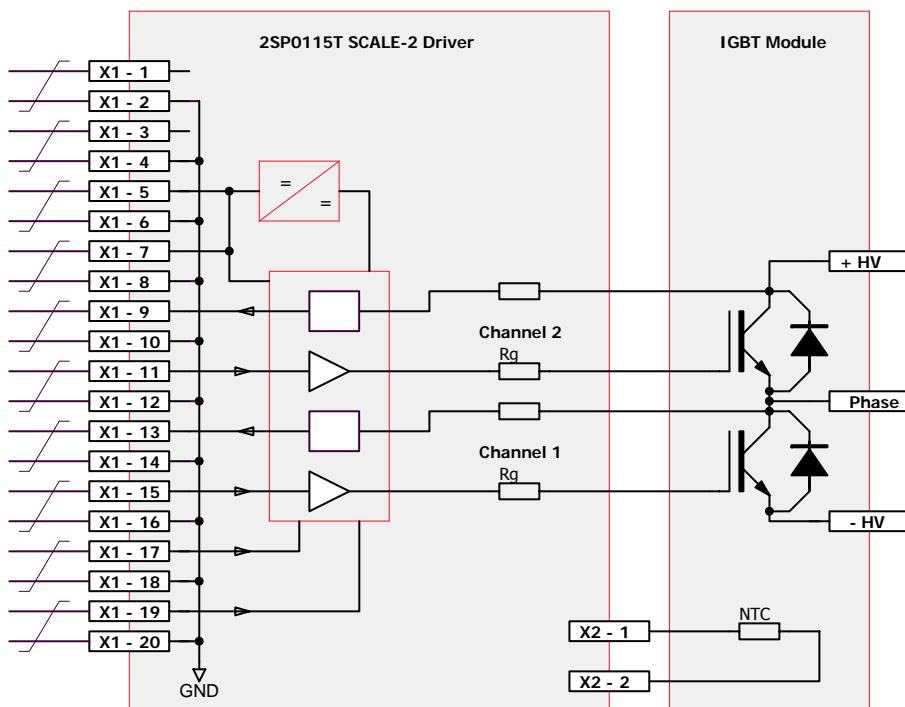 2SP0115T SCALE-2 Driver
IGBT Module
X1 - 1
X1 - 2
X1 - 3
X1 - 4
X1 - 5
=
=
X1 - 6
X1 - 7
+ HV
X1 - 8
X1 - 9
X1 - 10
Channel 2
Rg
X1 - 11
X1 - 12
Phase
X1 - 13
X1 - 14
Channel 1
Rg
X1 - 15
X1 - 16
- HV
X1 - 17
X1 - 18
X1 - 19
NTC
X2 - 1
X1 - 20
X2 - 2
GND